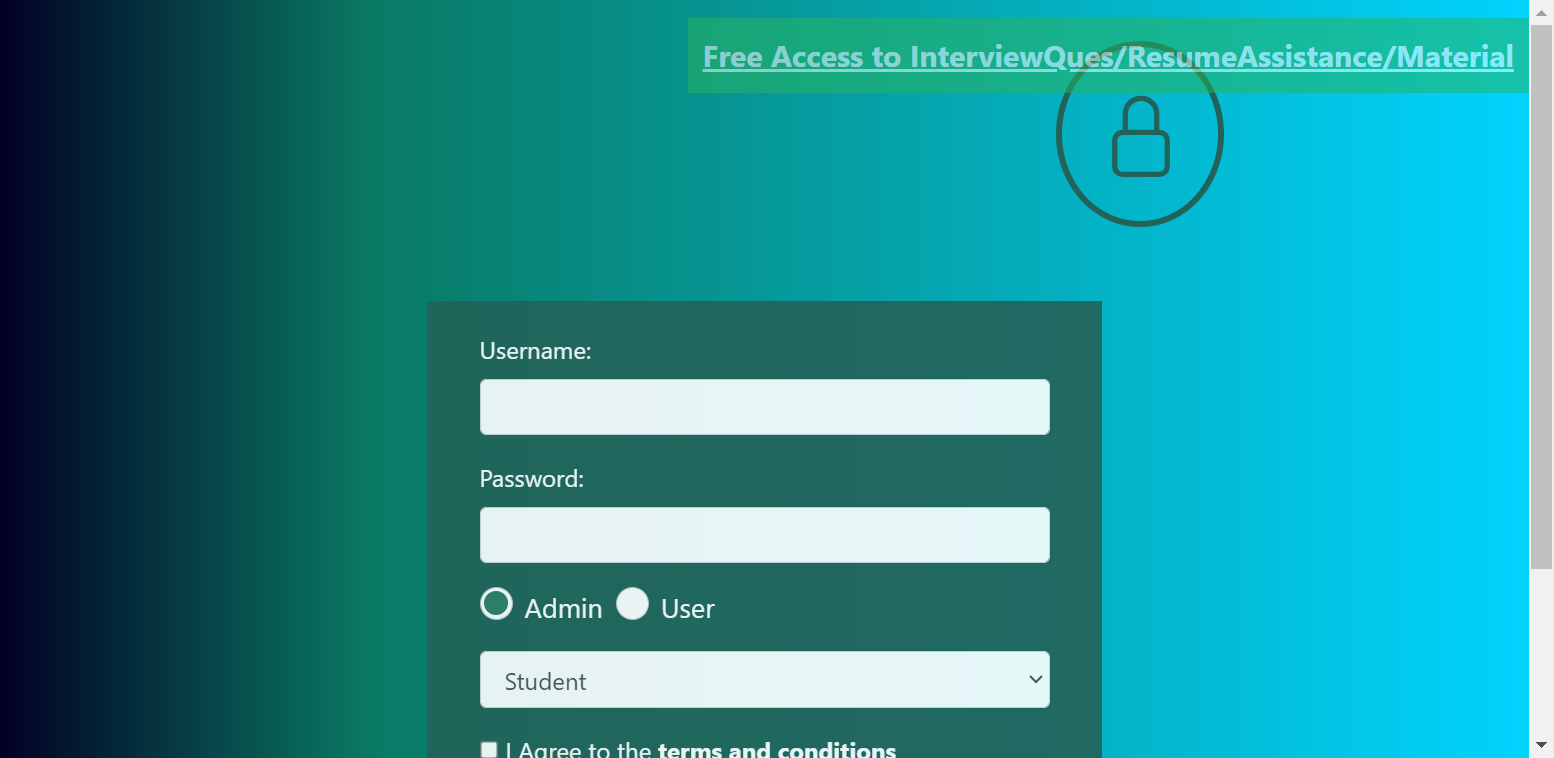 Free Access to InterviewQues/ResumeAssistance/Material
Username:
Password:
Admin User
Student
I Agree to the terms and conditions